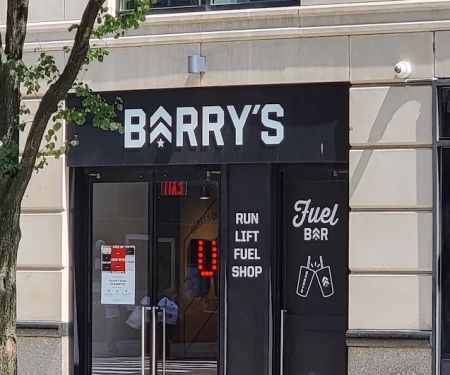 BARRY'S
EXIT
RUN
LIFT
FUEL
SHOP
Fuel
BAR